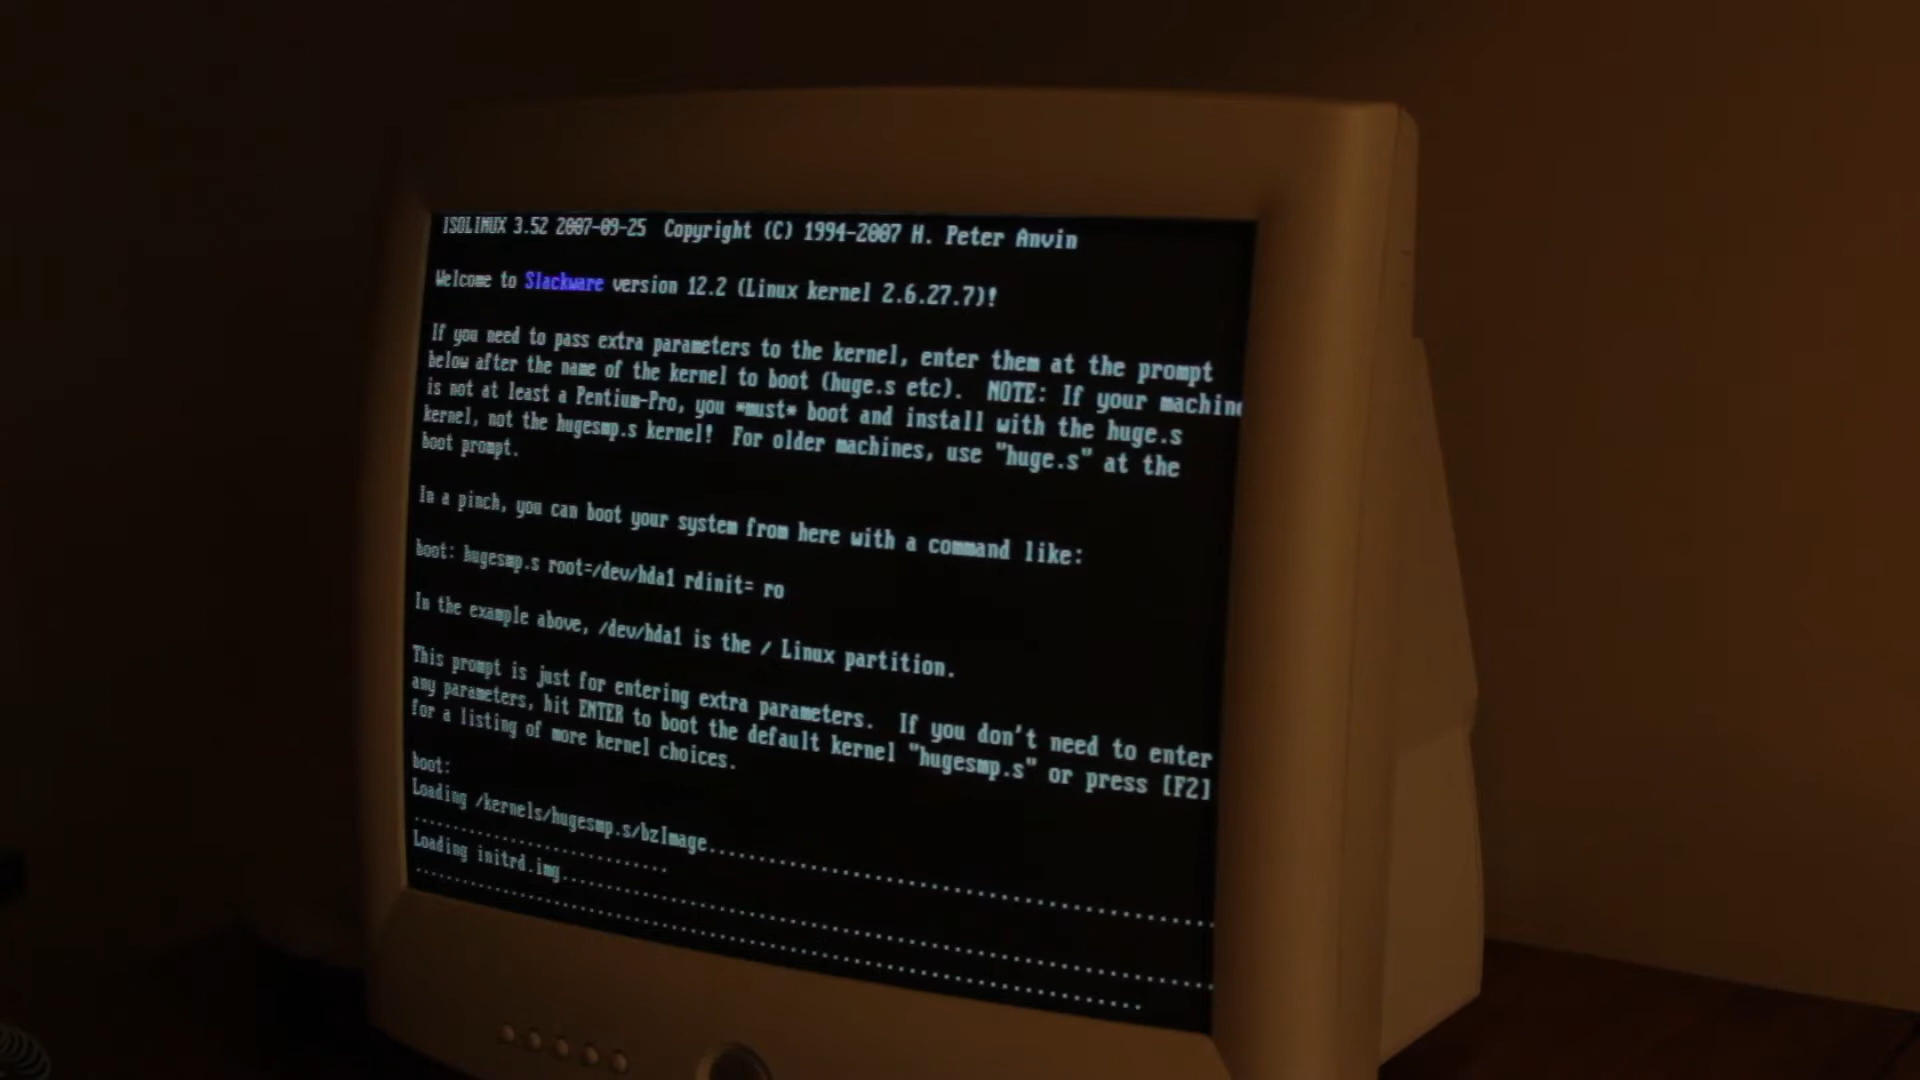 ISOLINUX 3.52 2007-09-25 Copyright (C) 1994-2007 H. Peter Anvin
Welcome to Slackware version 12.2 (Linux kernel 2.6.27.7)!
If you need to pass extra parameters to the kernel, enter them at the prompt
below after the name of the kernel to boot (huge.s etc). NOTE: If your machine
is not at least a Pentium-Pro, you *must* boot and install with the huge.s
kernel, not the hugesmp.s kernel! For older machines, use "huge.s" at the
boot prompt.
In a pinch, you can boot your system from here with a command like:
boot: hugesmp.s root=/dev/hda1 rdinit= ro
In the example above, /dev/hda1 is the / Linux partition.
This prompt is just for entering extra parameters. If you don't need to enter
any parameters, hit ENTER to boot the default kernel "hugesmp.s" or press [F2]
for a listing of more kernel choices.
boot:
Loading /kernels/hugesmp.s/bzImage.......................................
............................
Loading initrd.img.......................................................
.....................................................................